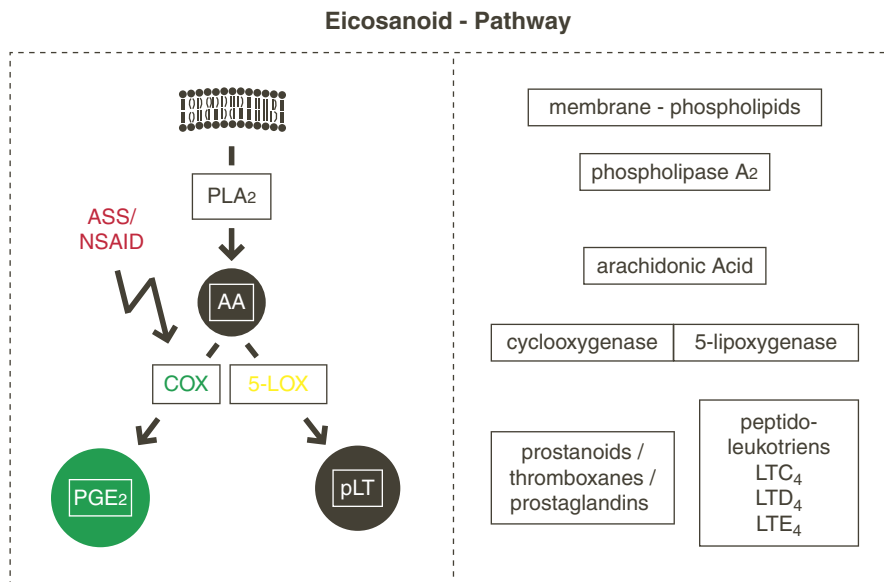 Eicosanoid - Pathway
PLA2
ASS/
NSAID
AA
COX
5-LOX
PGE2
pLT
membrane - phospholipids
phospholipase A2
arachidonic Acid
cyclooxygenase
5-lipoxygenase
prostanoids /
thromboxanes /
prostaglandins
peptido-
leukotriens
LTC4
LTD4
LTE4